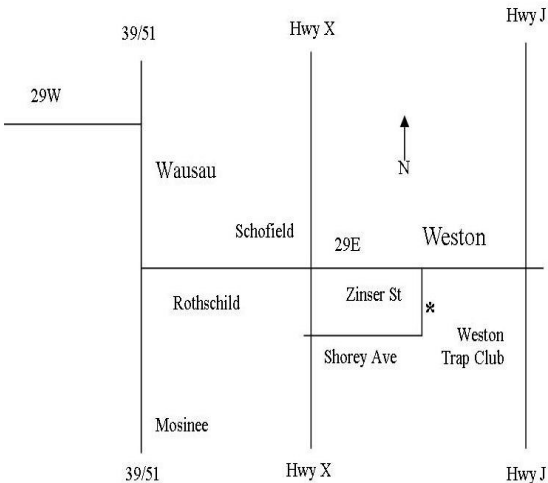 Hwy J
Hwy X
39/51
29W
N
Wausau
Schofield
29E
Weston
Zinser St
Rothschild
*
Weston
Trap Club
Shorey Ave
Mosinee
39/51
Hwy X
Hwy J